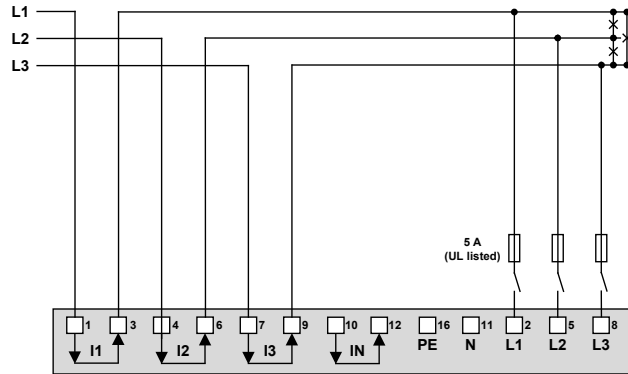 L1
L2
L3
5 A
(UL listed)
1 3 4 6 7 9 10 12 16 11 2 5 8
I1 I2 I3 IN PE N L1 L2 L3